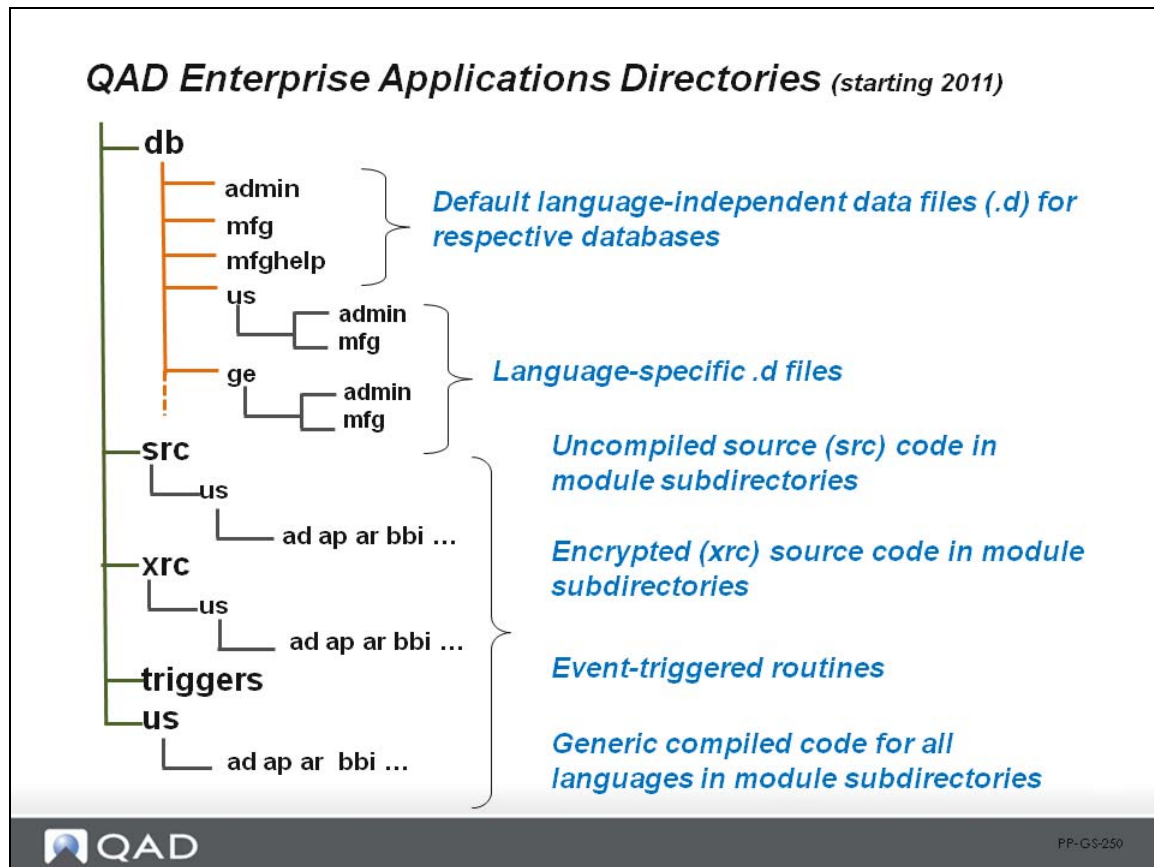 QAD Enterprise Applications Directories (starting 2011)
db
admin
mfg
mfghelp
Default language-independent data files (.d) for
respective databases
us
admin
mfg
ge
admin
mfg
Language-specific .d files
src
us
ad ap ar bbi ...
Uncompiled source (src) code in
module subdirectories
xrc
us
ad ap ar bbi ...
Encrypted (xrc) source code in module
subdirectories
triggers
Event-triggered routines
us
ad ap ar bbi ...
Generic compiled code for all
languages in module subdirectories
QAD
PP-GS-250